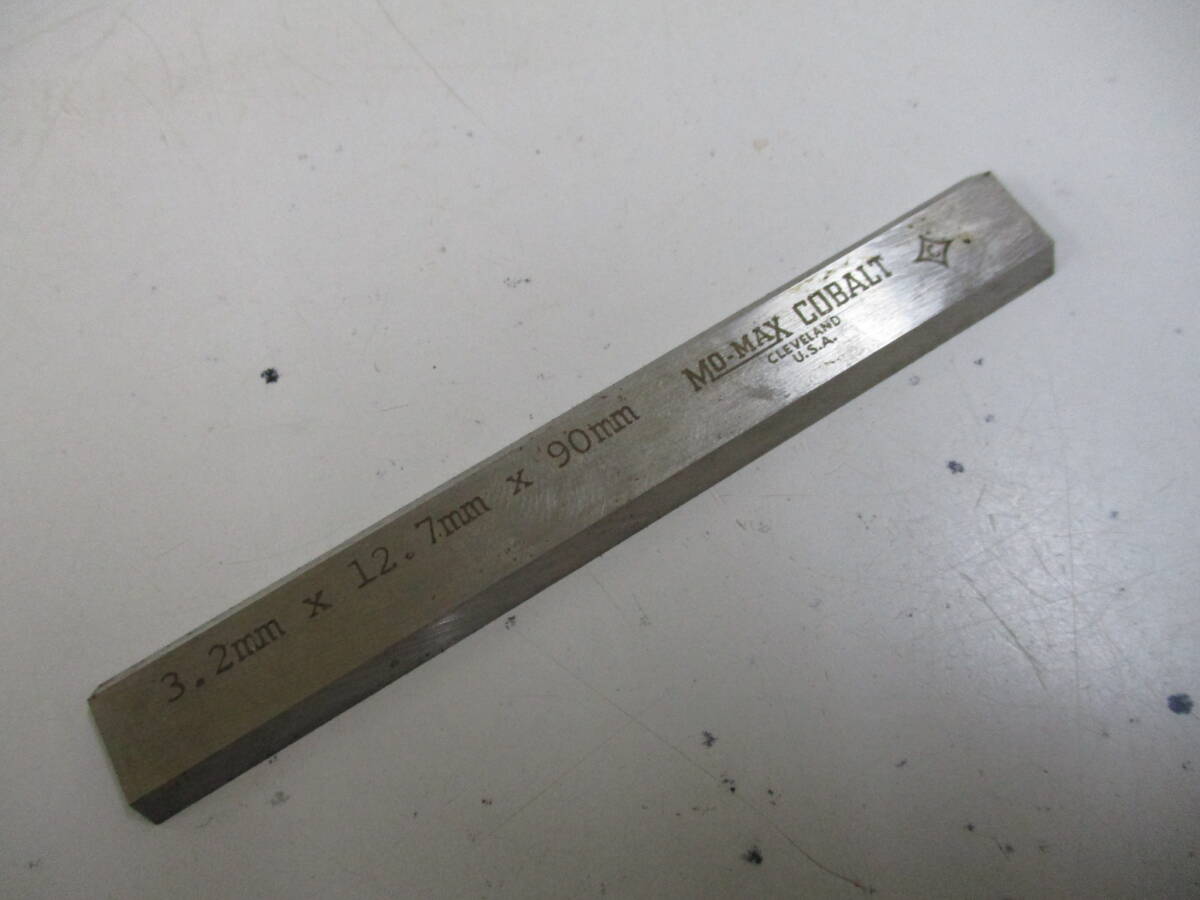 3.2mm x 12.7mm x 90mm
MO-MAX COBALT
CLEVELAND
U.S.A.